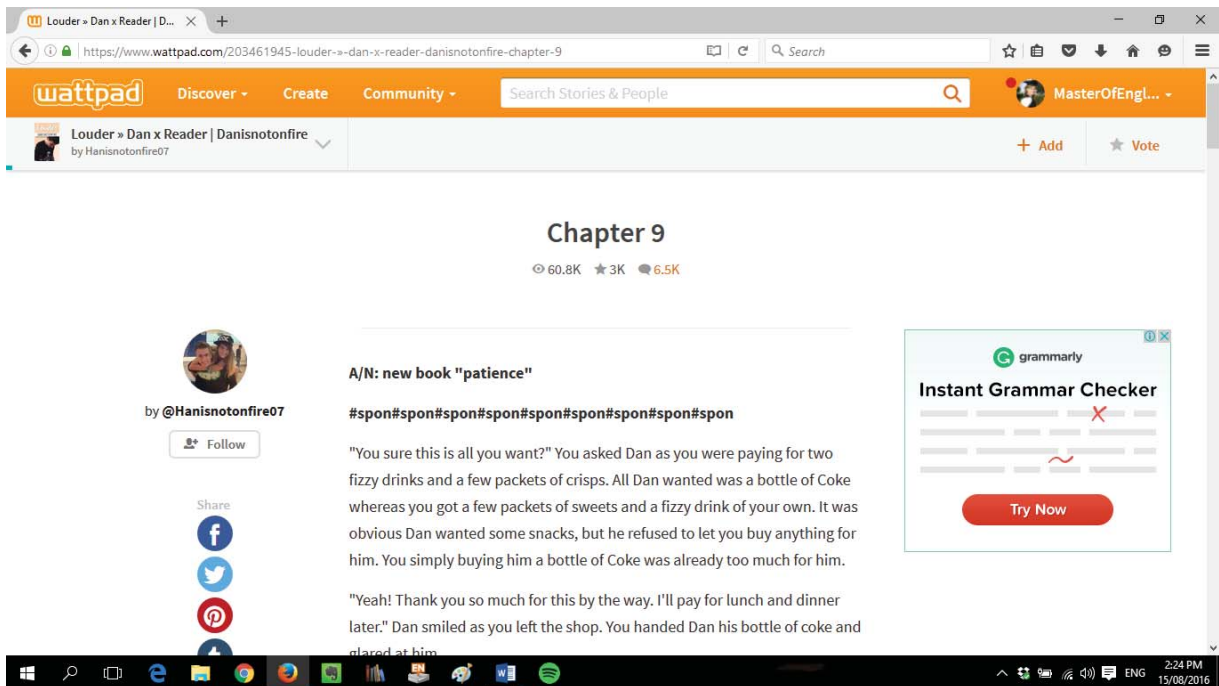 Louder » Dan x Reader | D...
https://www.wattpad.com/203461945-louder-»-dan-x-reader-danisnotonfire-chapter-9
Search
wattpad
Discover
Create
Community
Search Stories & People
MasterOfEngl...
Louder » Dan x Reader | Danisnotonfire
by Hanisnotonfire07
+ Add
Vote
Chapter 9
60.8K 3K 6.5K
by @Hanisnotonfire07
Follow
Share
A/N: new book "patience"
#spon#spon#spon#spon#spon#spon#spon#spon#spon
"You sure this is all you want?" You asked Dan as you were paying for two
fizzy drinks and a few packets of crisps. All Dan wanted was a bottle of Coke
whereas you got a few packets of sweets and a fizzy drink of your own. It was
obvious Dan wanted some snacks, but he refused to let you buy anything for
him. You simply buying him a bottle of Coke was already too much for him.
"Yeah! Thank you so much for this by the way. I'll pay for lunch and dinner
later." Dan smiled as you left the shop. You handed Dan his bottle of coke and
glared at him
grammarly
Instant Grammar Checker
Try Now
EN
ENG
2:24 PM
15/08/2016